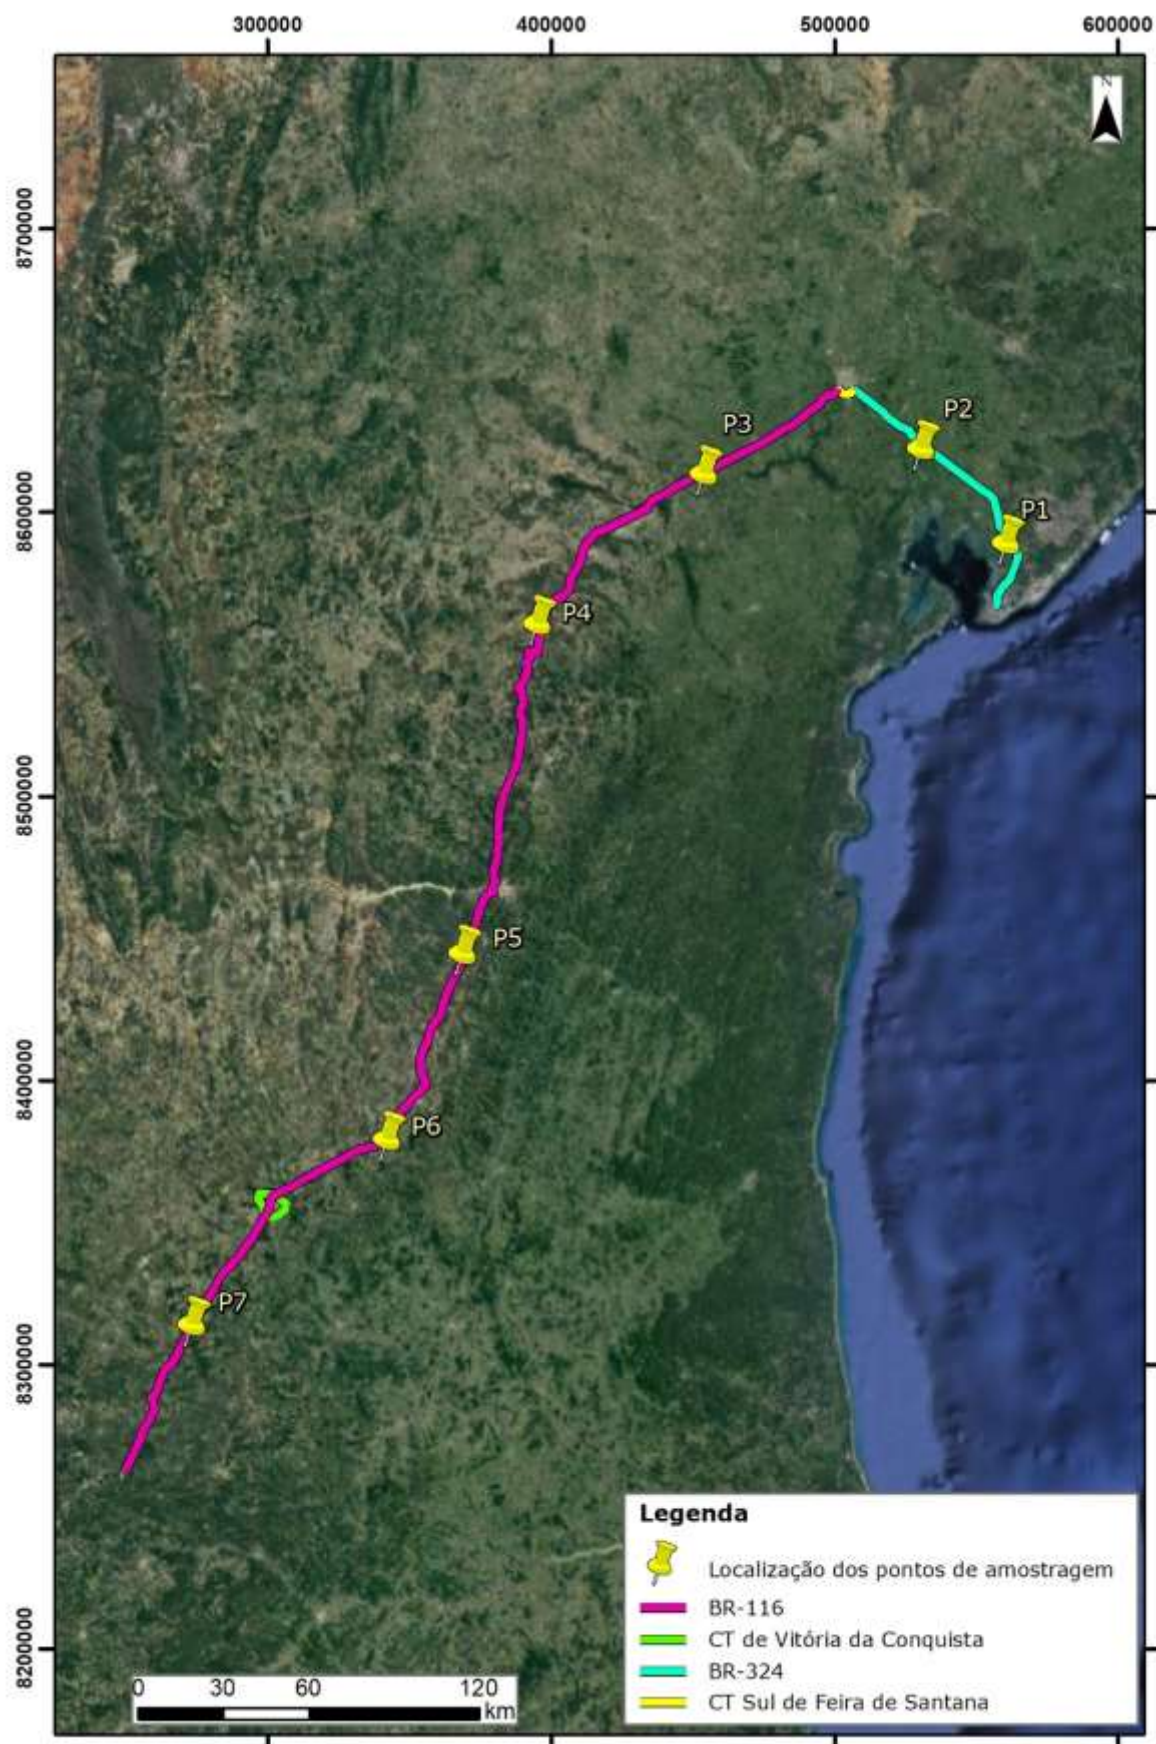 300000 400000 500000 600000
N
8700000
P2
P3
8600000
P1
P4
8500000
P5
8400000
P6
P7
8300000
Legenda
Localização dos pontos de amostragem
BR-116
CT de Vitória da Conquista
8200000
BR-324
0 30 60 120
km
CT Sul de Feira de Santana